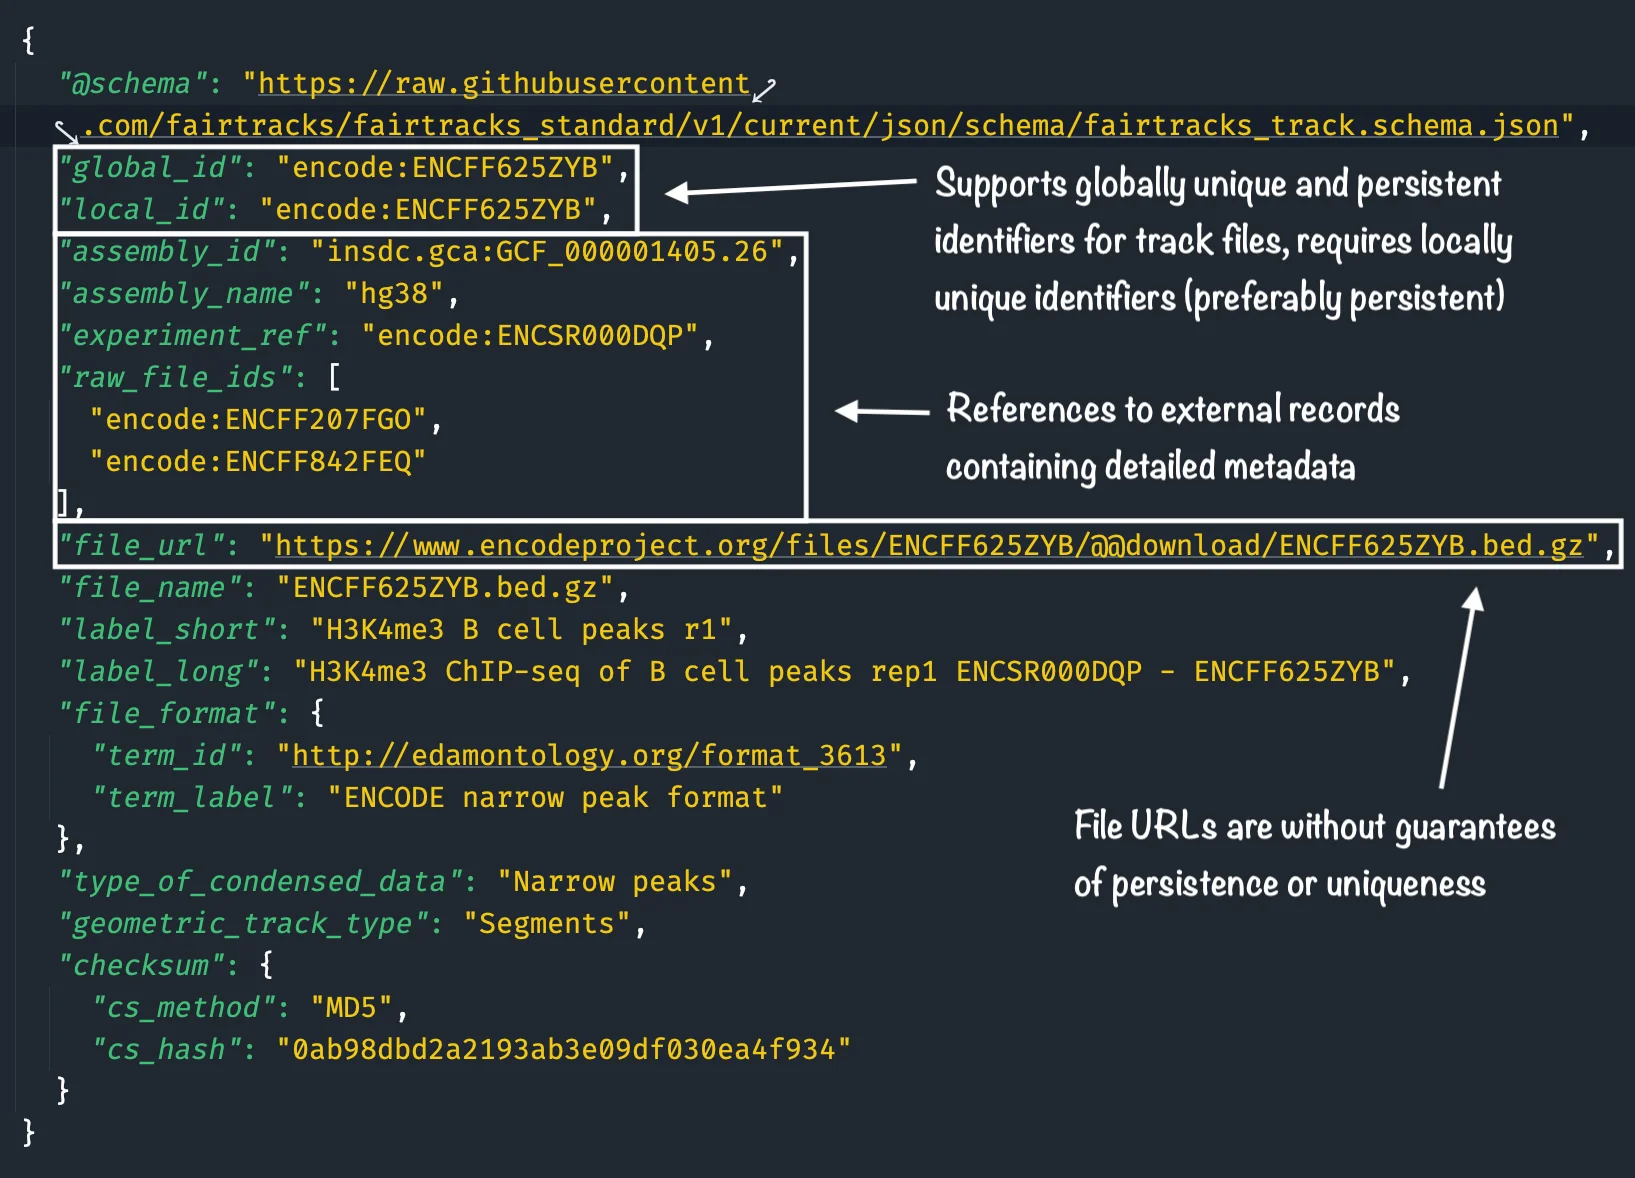 {
"@schema": "https://raw.githubusercontent
.com/fairtracks/fairtracks_standard/v1/current/json/schema/fairtracks_track.schema.json",
"global_id": "encode:ENCFF625ZYB",
"local_id": "encode:ENCFF625ZYB",
Supports globally unique and persistent
identifiers for track files, requires locally
unique identifiers (preferably persistent)
"assembly_id": "insdc.gca:GCF_000001405.26",
"assembly_name": "hg38",
"experiment_ref": "encode:ENCSR000DQP",
"raw_file_ids": [
"encode:ENCFF207FGO",
"encode:ENCFF842FEQ"
],
References to external records
containing detailed metadata
"file_url": "https://www.encodeproject.org/files/ENCFF625ZYB/@@download/ENCFF625ZYB.bed.gz",
"file_name": "ENCFF625ZYB.bed.gz",
"label_short": "H3K4me3 B cell peaks r1",
"label_long": "H3K4me3 ChIP-seq of B cell peaks rep1 ENCSR000DQP - ENCFF625ZYB",
"file_format": {
"term_id": "http://edamontology.org/format_3613",
"term_label": "ENCODE narrow peak format"
},
File URLs are without guarantees
of persistence or uniqueness
"type_of_condensed_data": "Narrow peaks",
"geometric_track_type": "Segments",
"checksum": {
"cs_method": "MD5",
"cs_hash": "0ab98dbd2a2193ab3e09df030ea4f934"
}
}